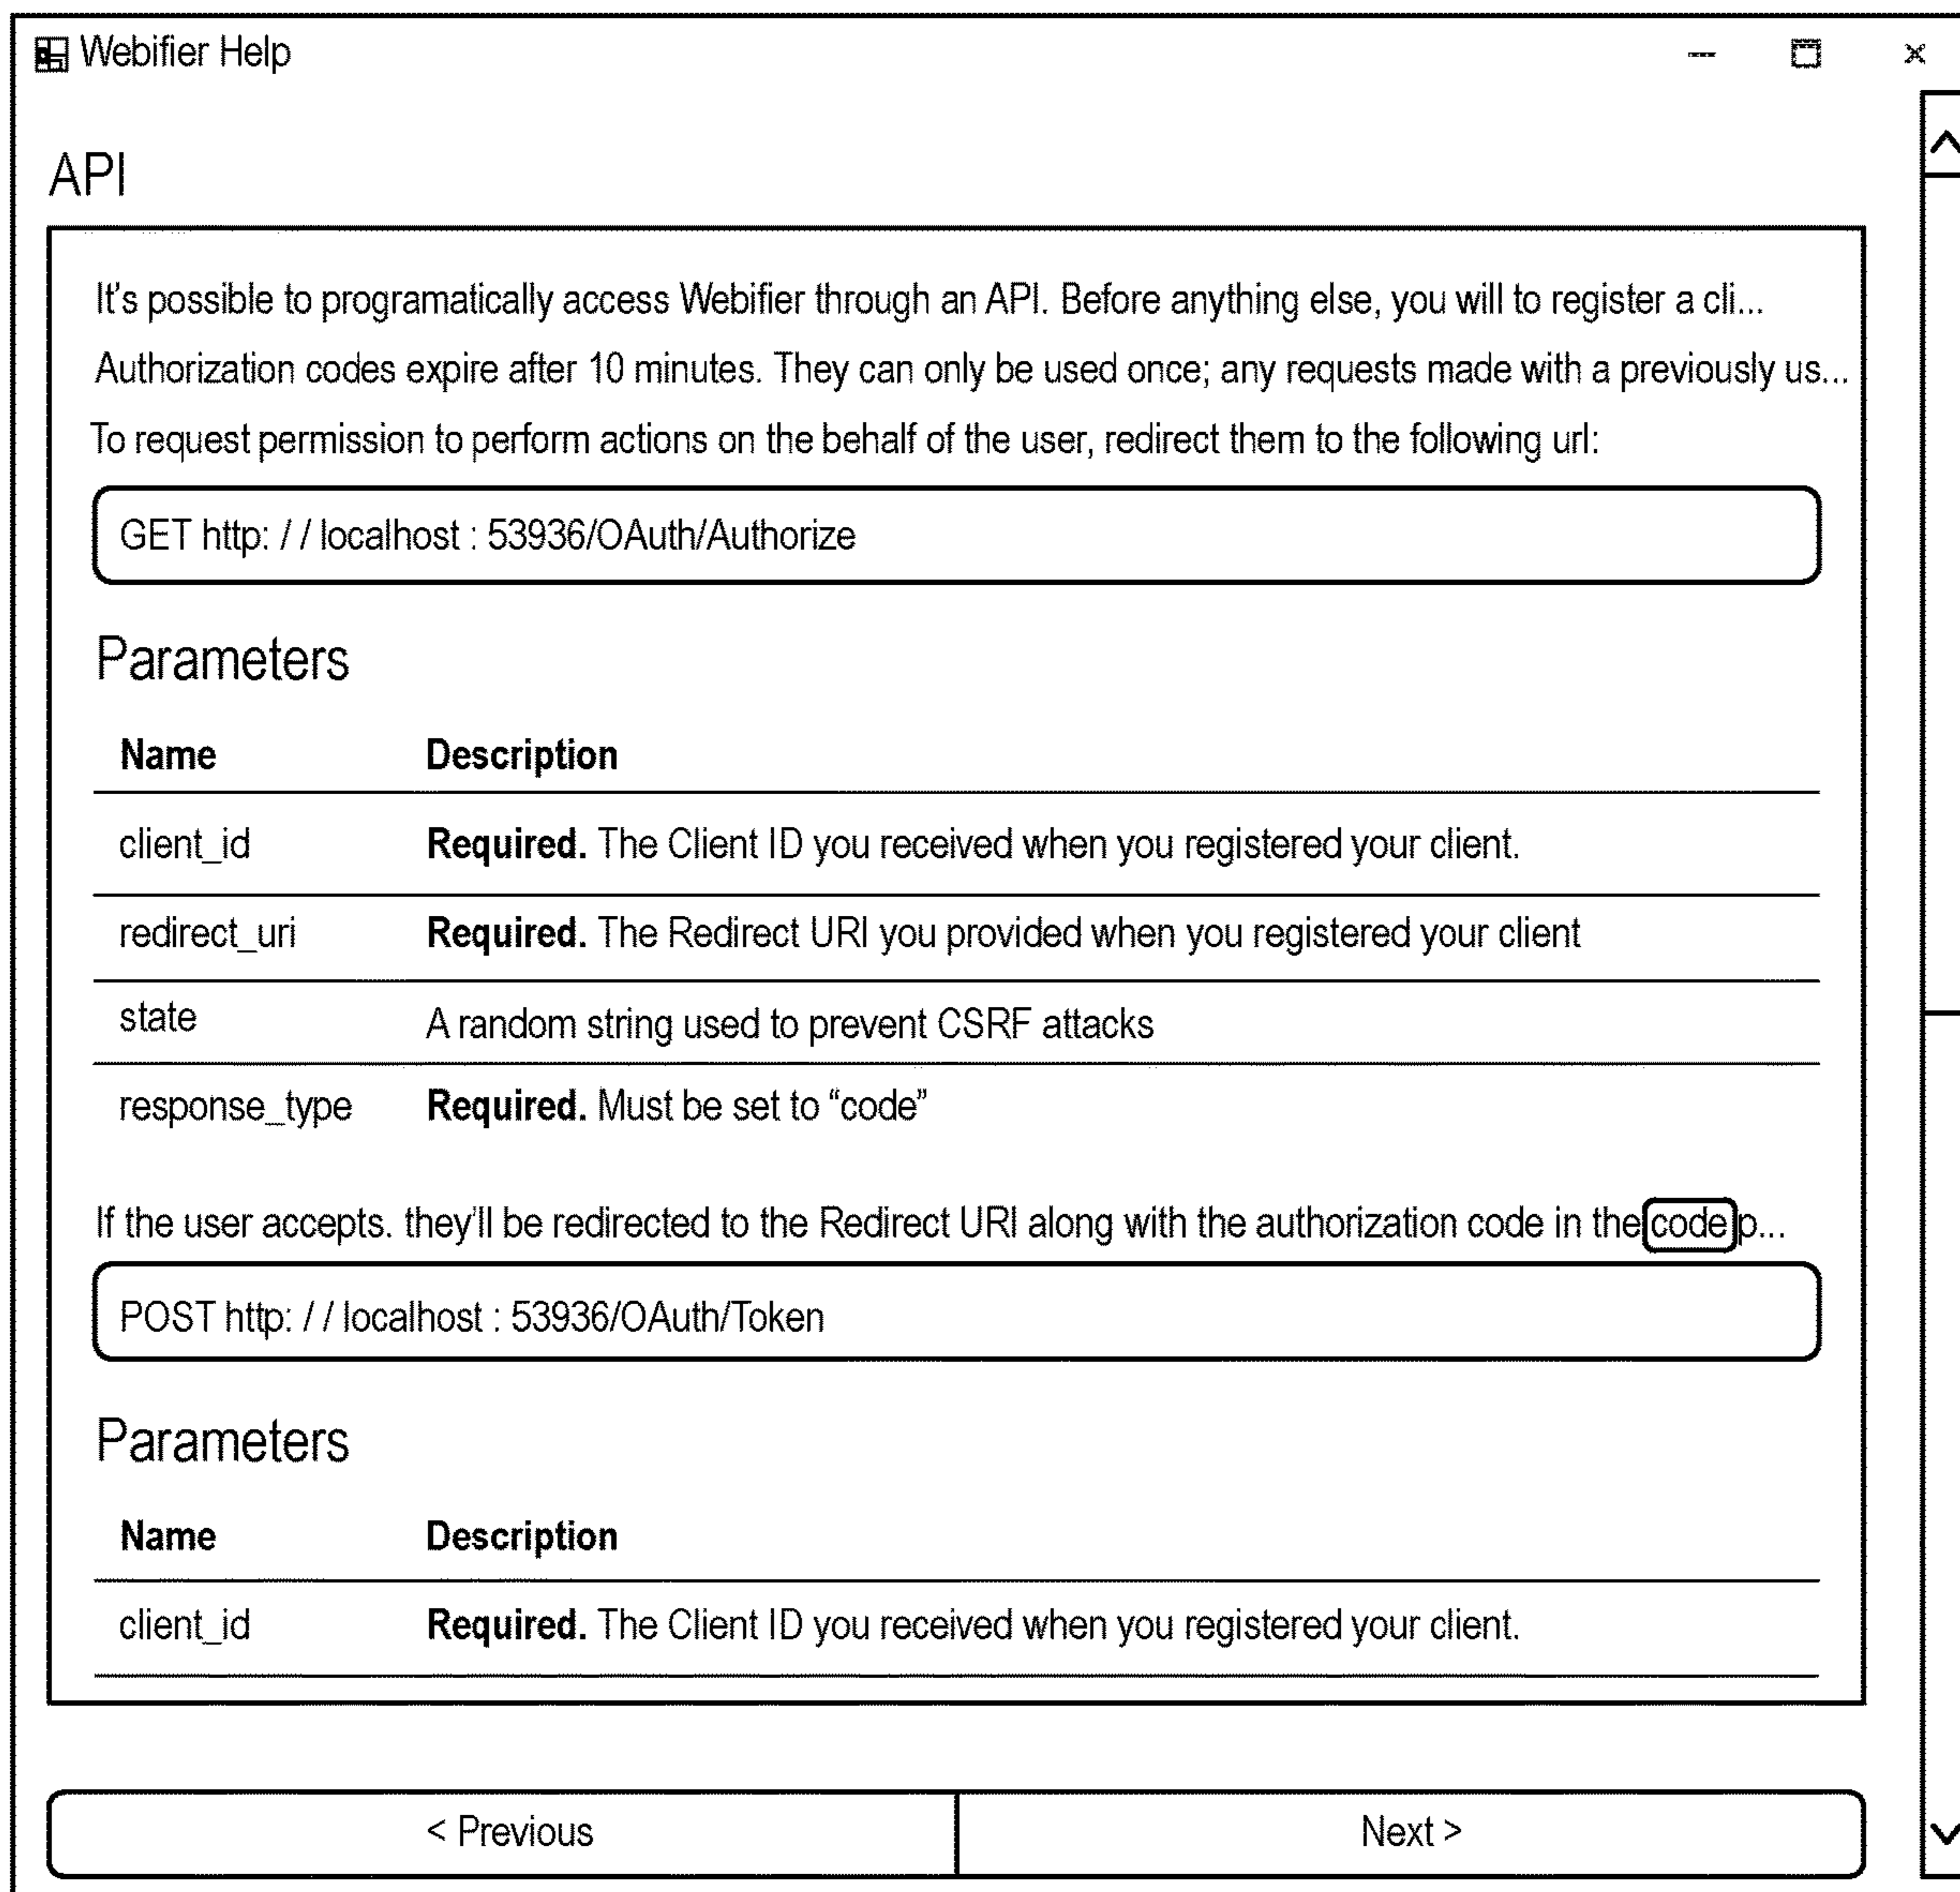 Webifier Help
API
It's possible to programatically access Webifier through an API. Before anything else, you will to register a cli...
Authorization codes expire after 10 minutes. They can only be used once; any requests made with a previously us...
To request permission to perform actions on the behalf of the user, redirect them to the following url:
GET http: / / localhost : 53936/OAuth/Authorize
Parameters
Name Description
client_id Required. The Client ID you received when you registered your client.
redirect_uri Required. The Redirect URI you provided when you registered your client
state A random string used to prevent CSRF attacks
response_type Required. Must be set to “code”
If the user accepts. they'll be redirected to the Redirect URI along with the authorization code in the code p...
POST http: / / localhost : 53936/OAuth/Token
Parameters
Name Description
client_id Required. The Client ID you received when you registered your client.
< Previous Next >